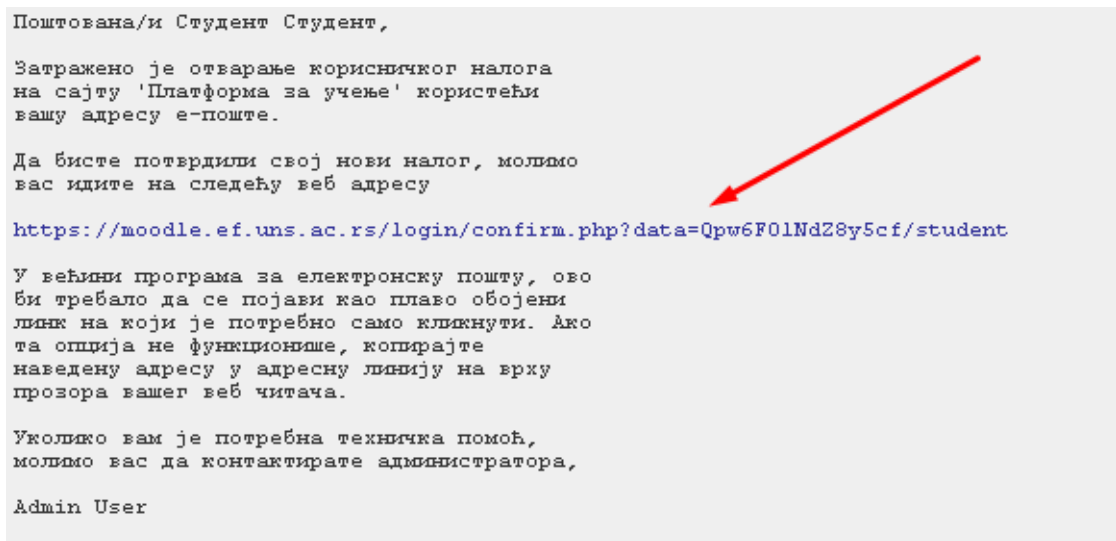 Поштована/и Студент Студент,
Затражено је отварање корисничког налога
на сајту 'Платформа за учење' користећи
вашу адресу е-поште.
Да бисте потврдили свој нови налог, молимо
вас идите на следећу веб адресу
https://moodle.ef.uns.ac.rs/login/confirm.php?data=Qpw6FOlNdZ8y5cf/student
У већини програма за електронску пошту, ово
би требало да се појави као плаво обојени
линк на који је потребно само кликнути. Ако
та опција не функционише, копирајте
наведену адресу у адресну линију на врху
прозора вашег веб читача.
Уколико вам је потребна техничка помоћ,
молимо вас да контактирате администратора,
Admin User